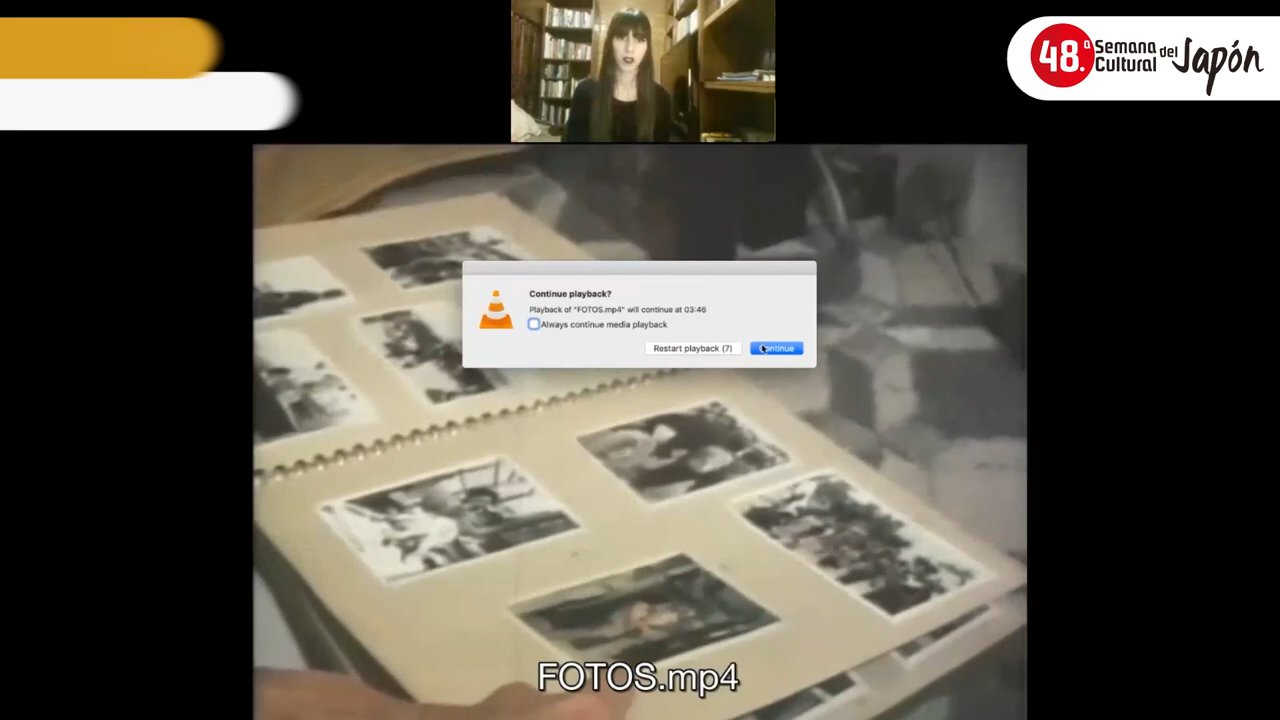 48.ª
Semana
Cultural
del
Japón
Continue playback?
Playback of "FOTOS.mp4" will continue at 03:46
Always continue media playback
Restart playback (7)
Continue
FOTOS.mp4